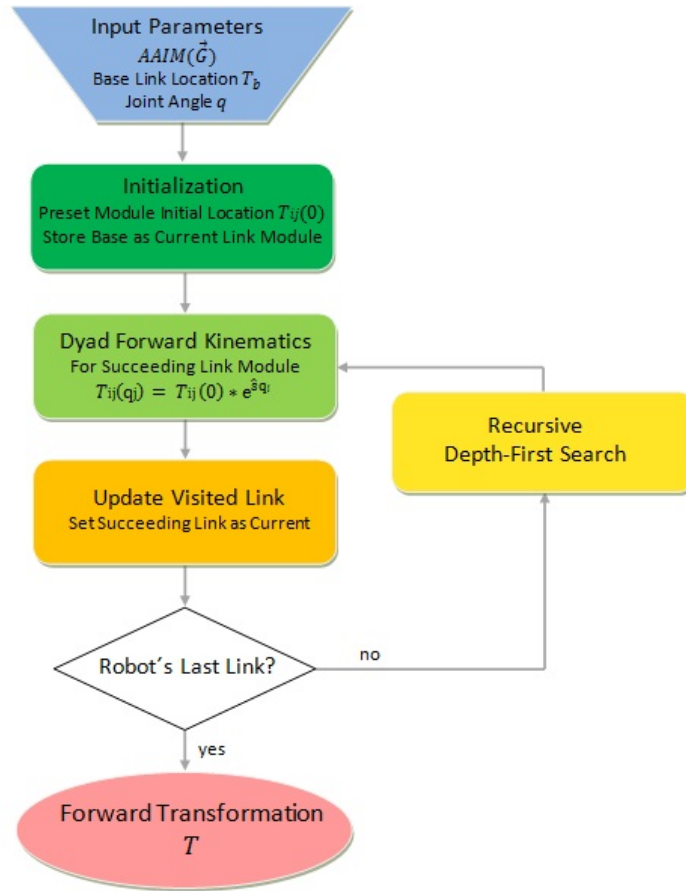 Input Parameters
AAIM(G⃗)
Base Link Location T_b
Joint Angle q
Initialization
Preset Module Initial Location T_ij(0)
Store Base as Current Link Module
Dyad Forward Kinematics
For Succeeding Link Module
T_ij(q_j) = T_ij(0) * e^{ŝq_j}
Recursive
Depth-First Search
Update Visited Link
Set Succeeding Link as Current
Robot´s Last Link?
no
yes
Forward Transformation
T